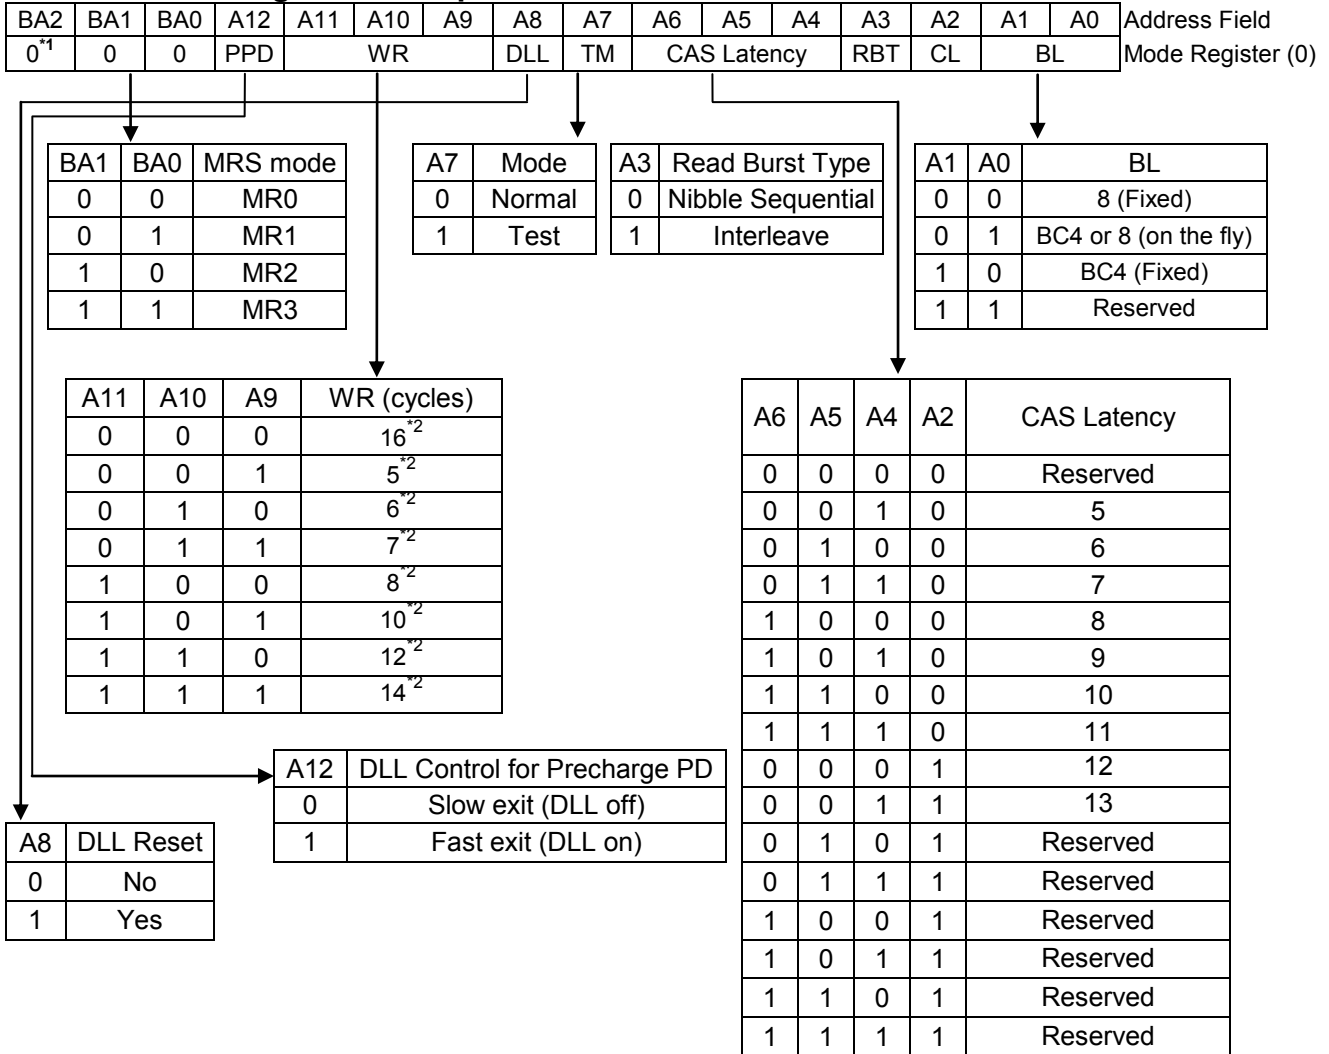 BA2 BA1 BA0 A12 A11 A10 A9 A8 A7 A6 A5 A4 A3 A2 A1 A0 Address Field
0*1 0 0 PPD WR DLL TM CAS Latency RBT CL BL Mode Register (0)
BA1 BA0 MRS mode
0 0 MR0
0 1 MR1
1 0 MR2
1 1 MR3
A7 Mode
0 Normal
1 Test
A3 Read Burst Type
0 Nibble Sequential
1 Interleave
A1 A0 BL
0 0 8 (Fixed)
0 1 BC4 or 8 (on the fly)
1 0 BC4 (Fixed)
1 1 Reserved
A11 A10 A9 WR (cycles)
0 0 0 16*2
0 0 1 5*2
0 1 0 6*2
0 1 1 7*2
1 0 0 8*2
1 0 1 10*2
1 1 0 12*2
1 1 1 14*2
A6 A5 A4 A2 CAS Latency
0 0 0 0 Reserved
0 0 1 0 5
0 1 0 0 6
0 1 1 0 7
1 0 0 0 8
1 0 1 0 9
1 1 0 0 10
1 1 1 0 11
0 0 0 1 12
0 0 1 1 13
0 1 0 1 Reserved
0 1 1 1 Reserved
1 0 0 1 Reserved
1 0 1 1 Reserved
1 1 0 1 Reserved
1 1 1 1 Reserved
A12 DLL Control for Precharge PD
0 Slow exit (DLL off)
1 Fast exit (DLL on)
A8 DLL Reset
0 No
1 Yes